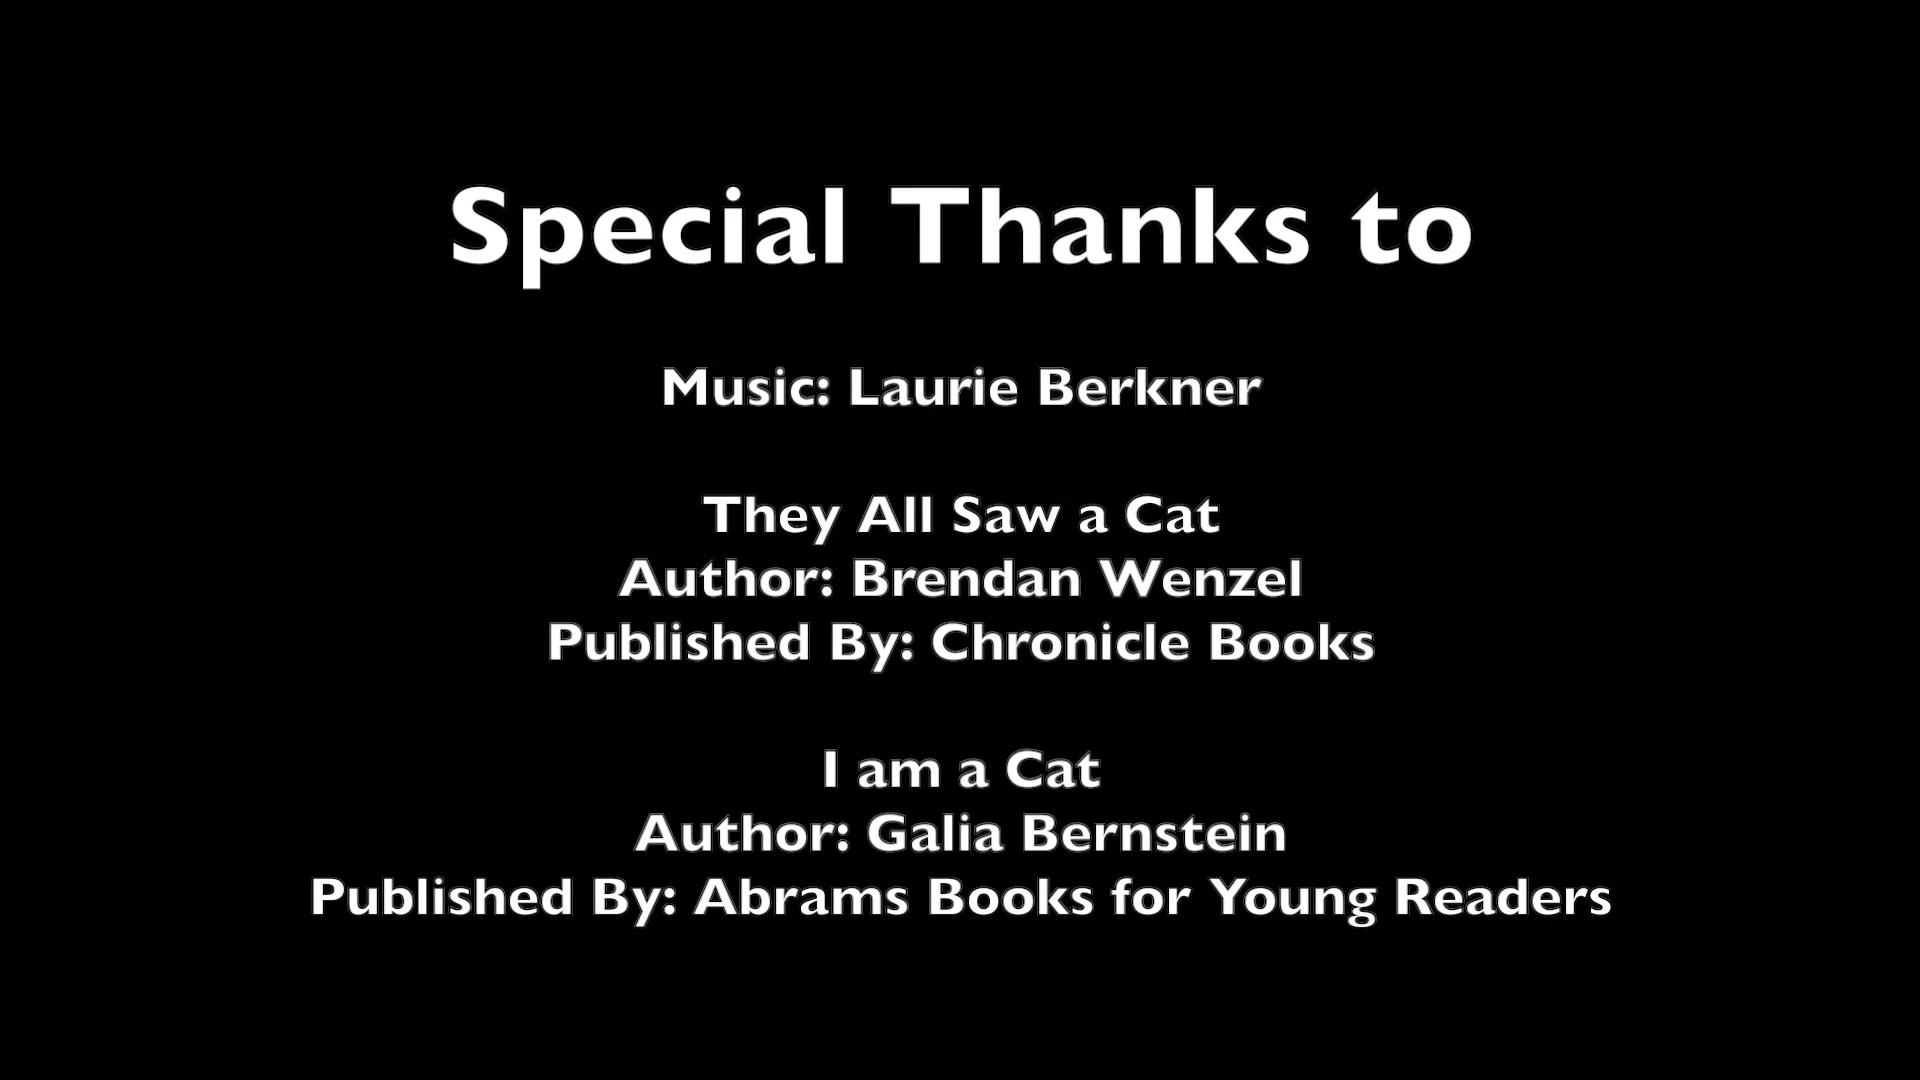 Special Thanks to
Music: Laurie Berkner
They All Saw a Cat
Author: Brendan Wenzel
Published By: Chronicle Books
I am a Cat
Author: Galia Bernstein
Published By: Abrams Books for Young Readers